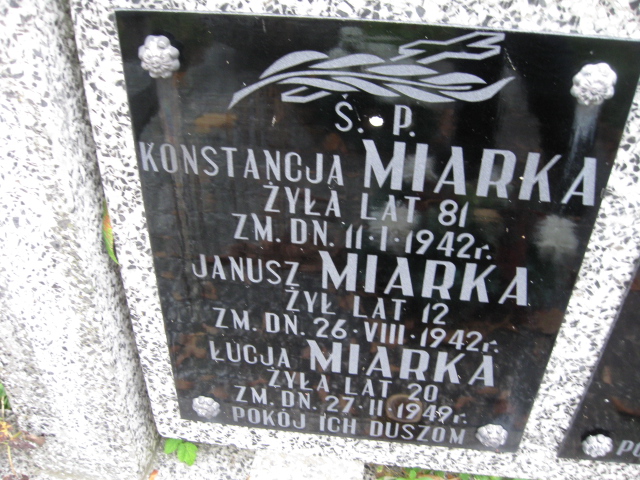 Ś. P.
KONSTANCJA MIARKA
ŻYŁA LAT 81
ZM. DN. 11·I·1942r.
JANUSZ MIARKA
ŻYŁ LAT 12
ZM. DN. 26·VIII·1942r.
ŁUCJA MIARKA
ŻYŁA LAT 20
ZM. DN. 27·II·1949r.
POKÓJ ICH DUSZOM